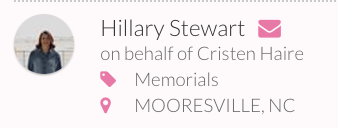 Hillary Stewart
on behalf of Cristen Haire
Memorials
MOORESVILLE, NC